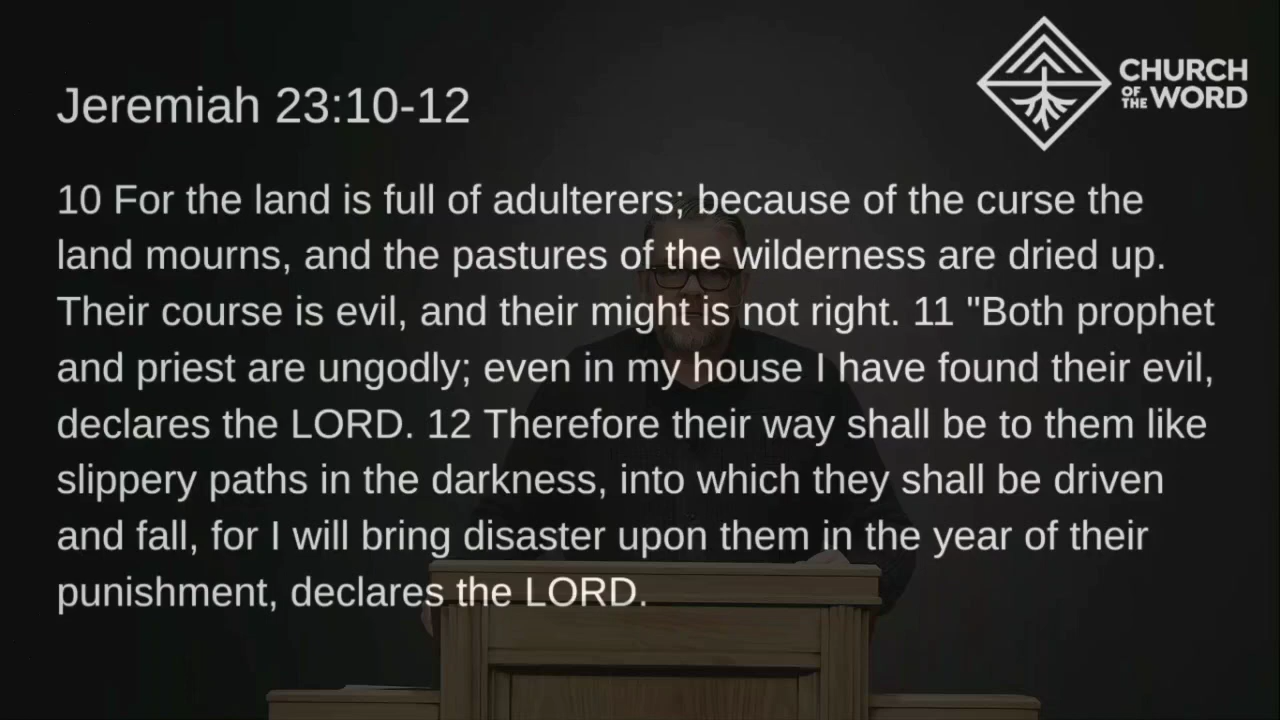 CHURCH
OF THE WORD
Jeremiah 23:10-12
10 For the land is full of adulterers; because of the curse the
land mourns, and the pastures of the wilderness are dried up.
Their course is evil, and their might is not right. 11 "Both prophet
and priest are ungodly; even in my house I have found their evil,
declares the LORD. 12 Therefore their way shall be to them like
slippery paths in the darkness, into which they shall be driven
and fall, for I will bring disaster upon them in the year of their
punishment, declares the LORD.